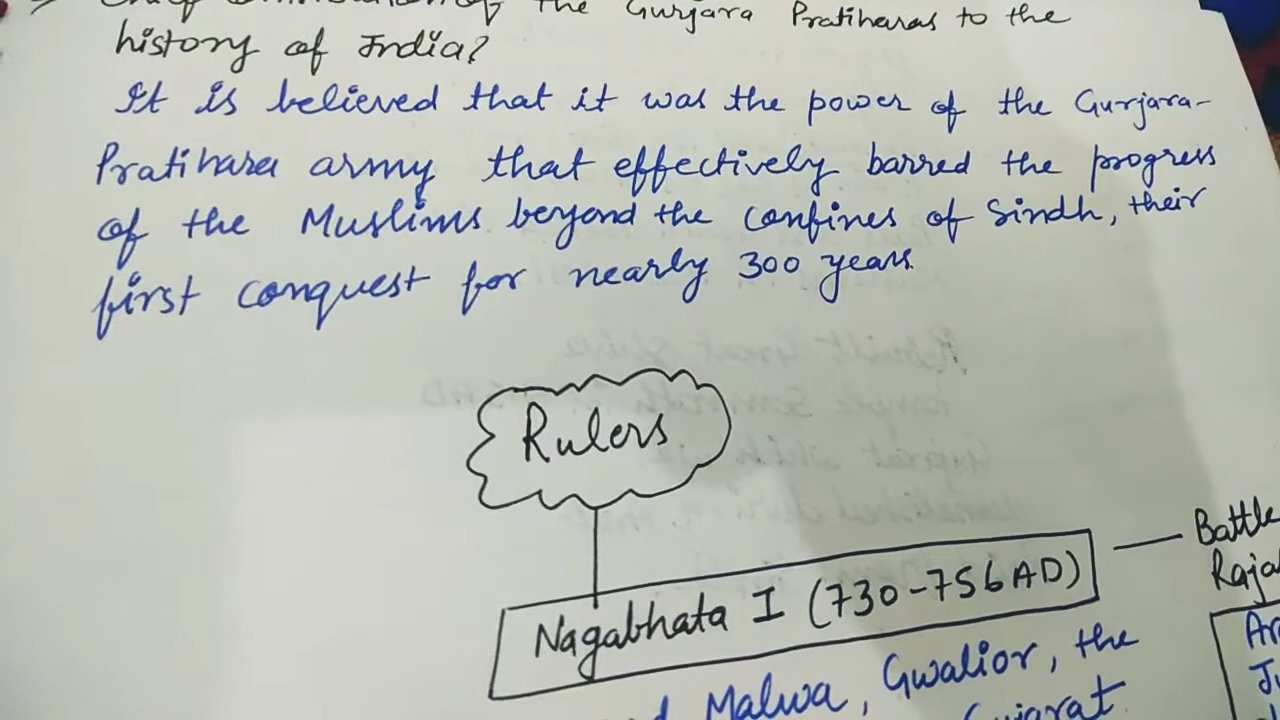 of the Gurjara Pratiharas to the
history of India?
It is believed that it was the power of the Gurjara-
Pratihara army that effectively barred the progress
of the Muslims beyond the confines of Sindh, their
first conquest for nearly 300 years.
Rulers
Nagabhata I (730-756AD)
Battle
Malwa, Gwalior, the
Gujarat